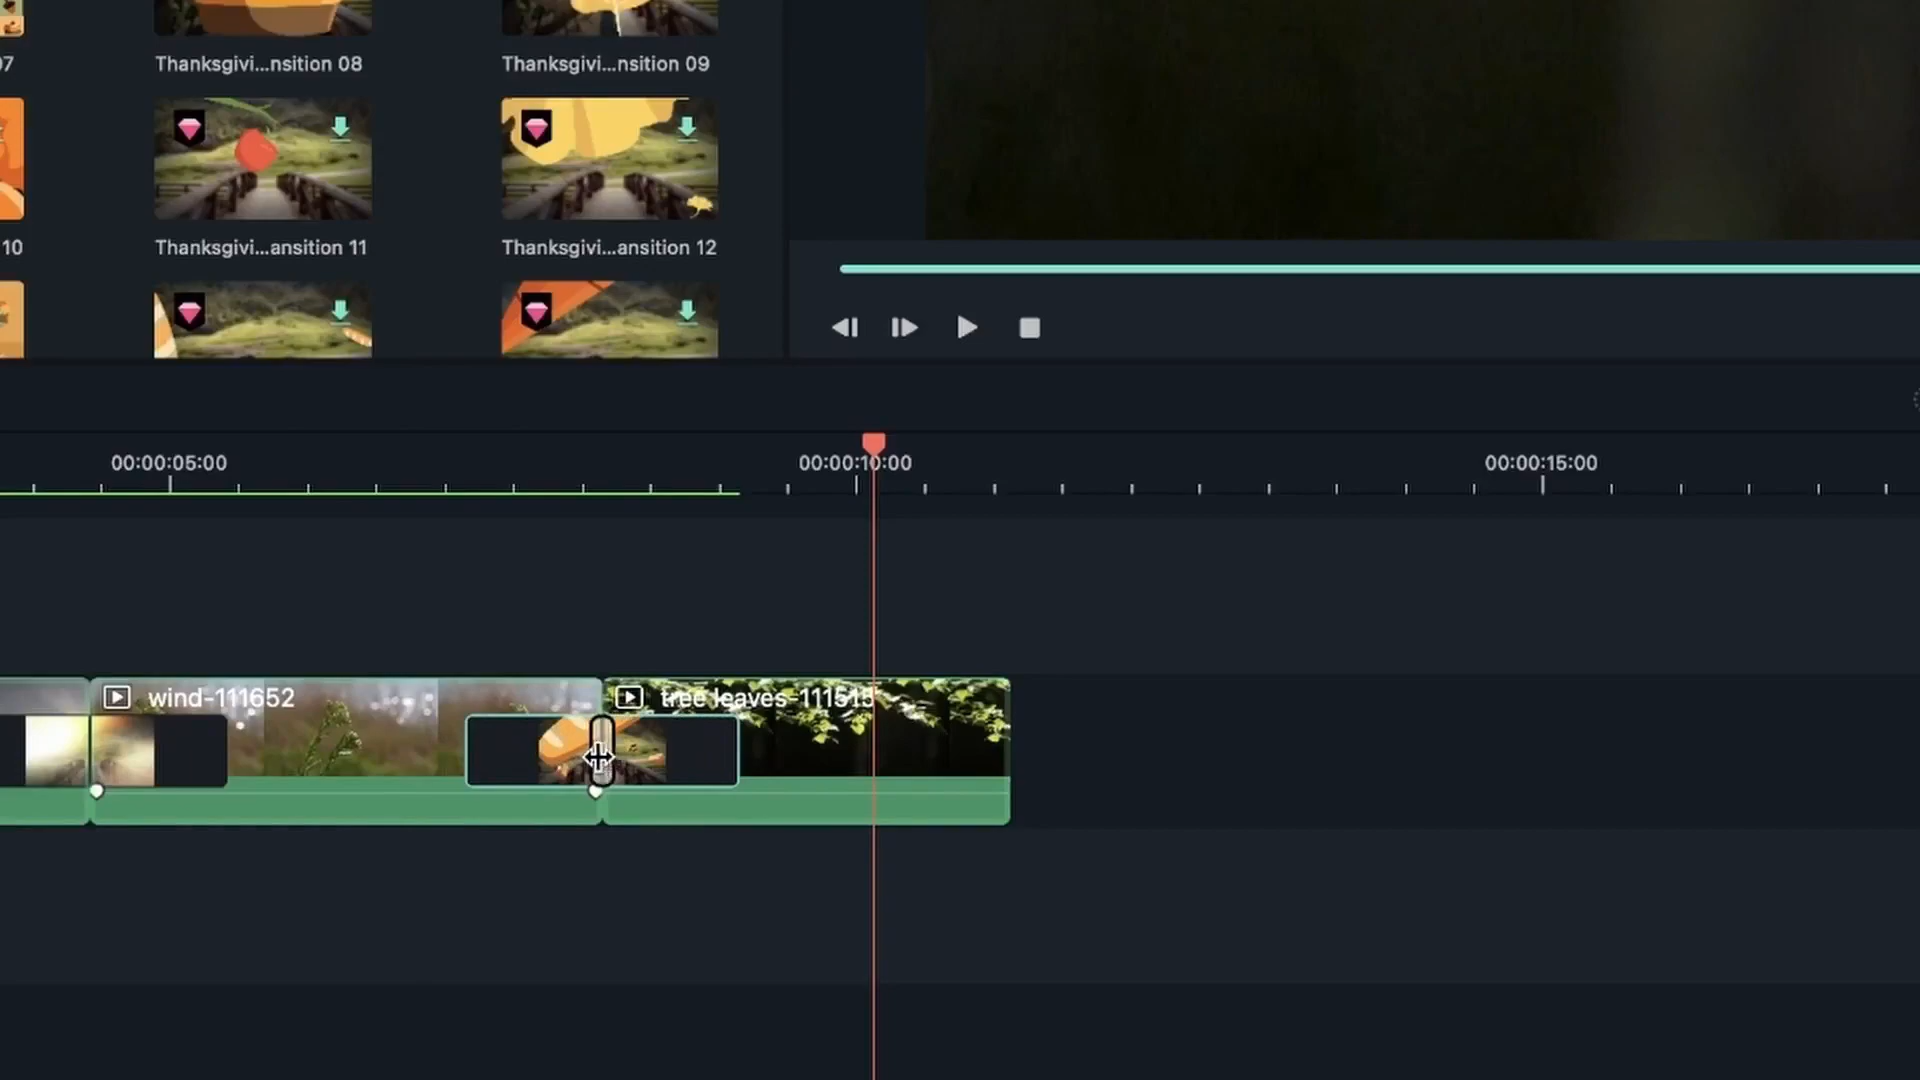 07
Thanksgivi...nsition 08
Thanksgivi...nsition 09
10
Thanksgivi...ansition 11
Thanksgivi...ansition 12
00:00:05:00
00:00:10:00
00:00:15:00
wind-111652
tree leaves-111515